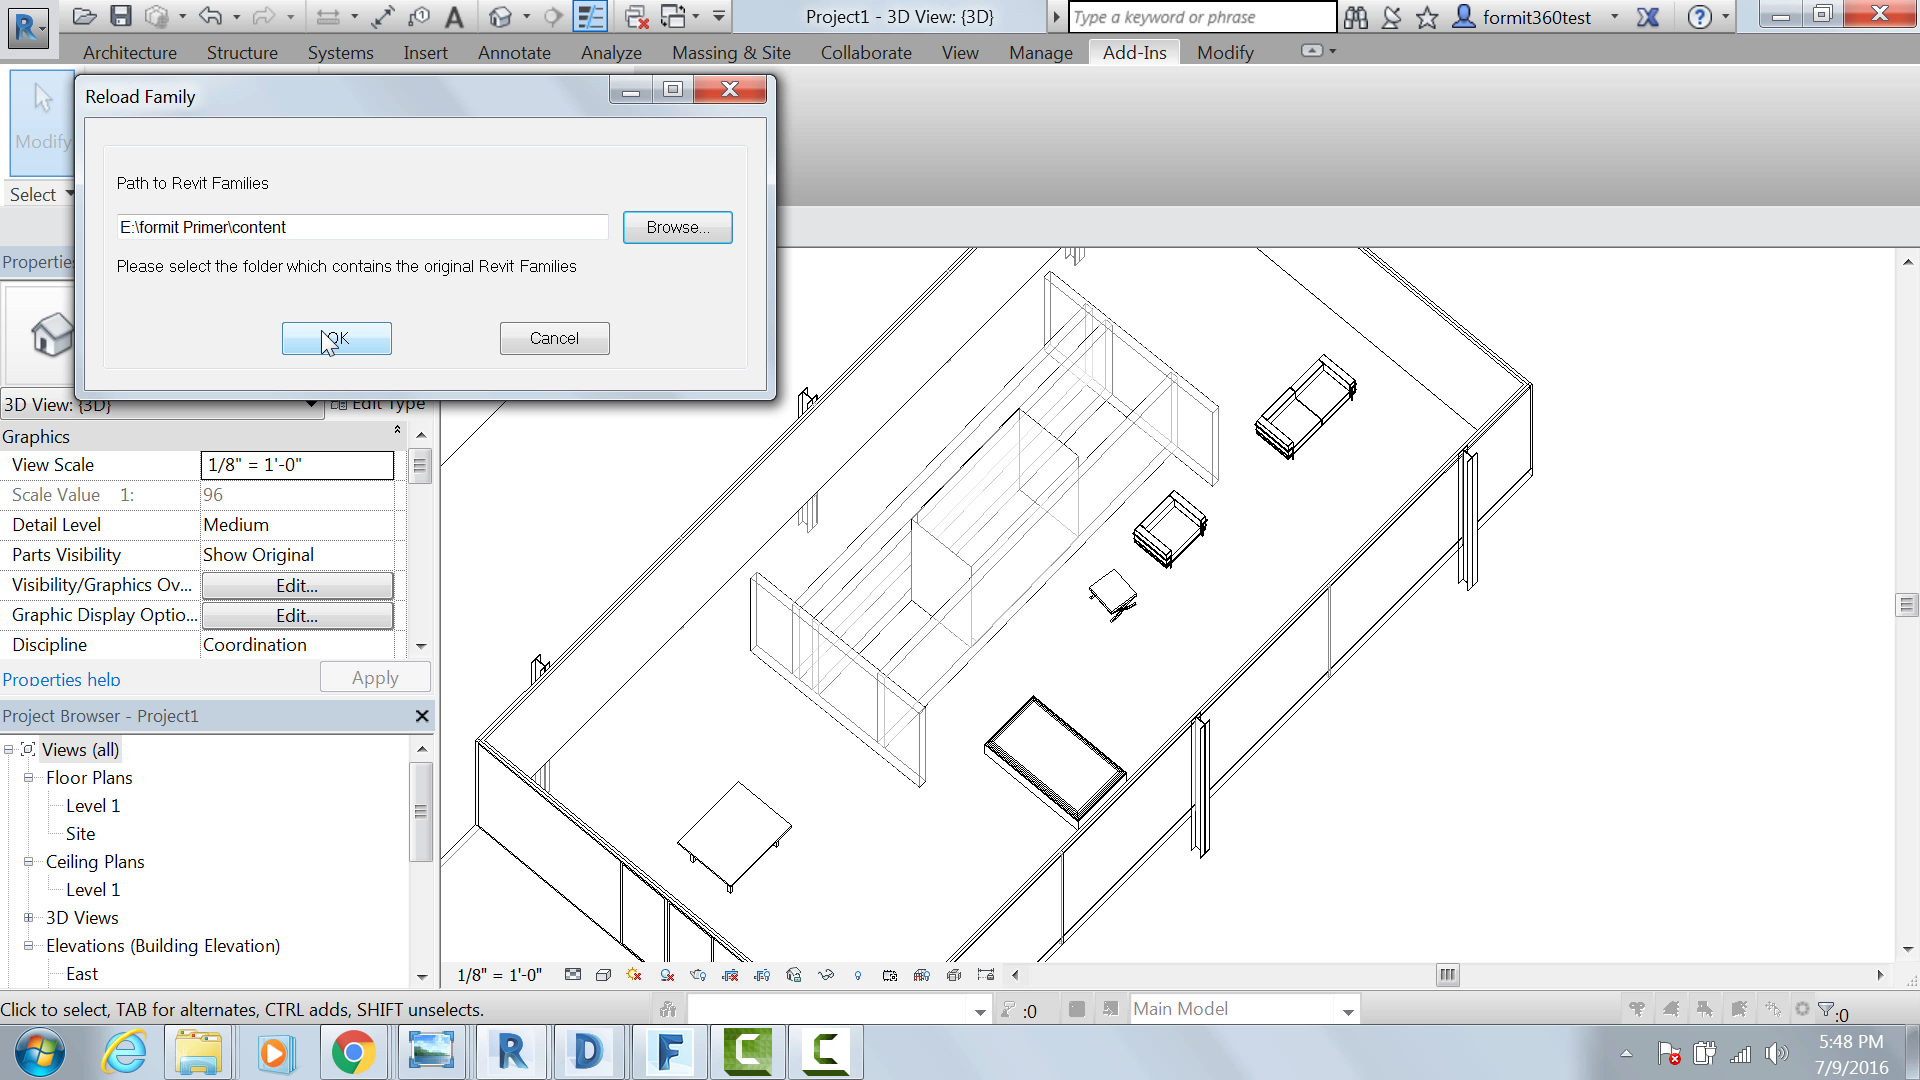 Project1 - 3D View: {3D}
Type a keyword or phrase
formit360test
Architecture
Structure
Systems
Insert
Annotate
Analyze
Massing & Site
Collaborate
View
Manage
Add-Ins
Modify
Modify
Select
Reload Family
Path to Revit Families
E:\formit Primer\content
Browse...
Please select the folder which contains the original Revit Families
OK
Cancel
Properties
3D View: {3D}
Edit Type
Graphics
View Scale 1/8" = 1'-0"
Scale Value 1: 96
Detail Level Medium
Parts Visibility Show Original
Visibility/Graphics Ov... Edit...
Graphic Display Optio... Edit...
Discipline Coordination
Properties help
Apply
Project Browser - Project1
Views (all)
Floor Plans
Level 1
Site
Ceiling Plans
Level 1
3D Views
Elevations (Building Elevation)
East
1/8" = 1'-0"
Click to select, TAB for alternates, CTRL adds, SHIFT unselects.
:0
Main Model
:0
5:48 PM
7/9/2016